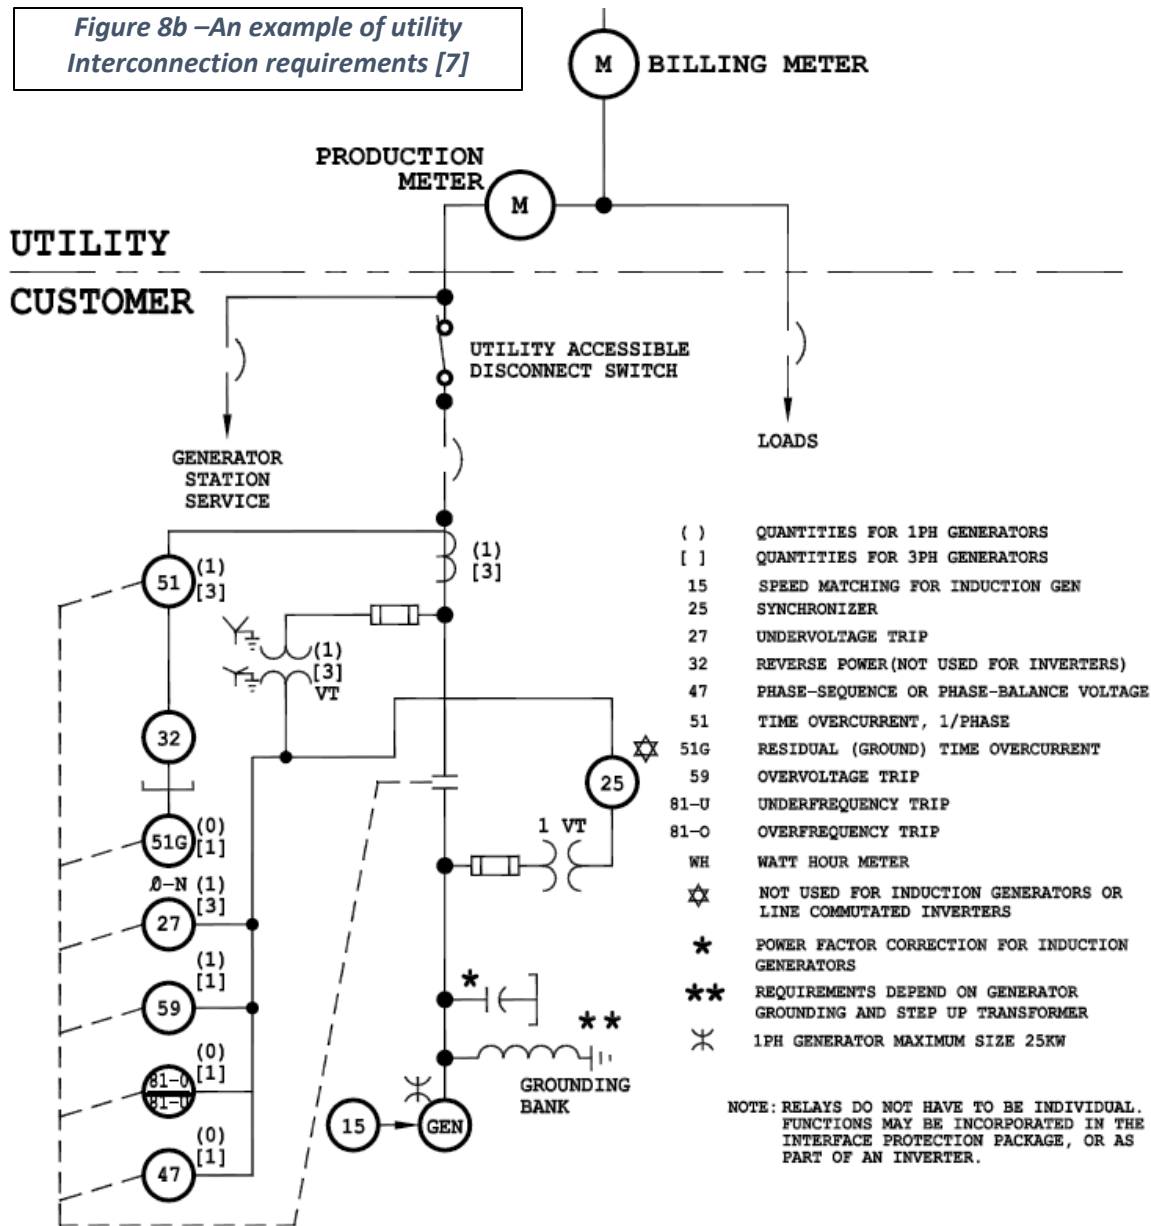 Figure 8b –An example of utility
Interconnection requirements [7]
M
BILLING METER
PRODUCTION
METER
M
UTILITY
CUSTOMER
UTILITY ACCESSIBLE
DISCONNECT SWITCH
LOADS
GENERATOR
STATION
SERVICE
(1)
[3]
51
(1)
[3]
(1)
[3]
VT
32
25
1 VT
51G
(0)
[1]
Ø-N (1)
[3]
27
(1)
[1]
59
(0)
[1]
81-O
81-U
(0)
[1]
47
*
**
GROUNDING
BANK
15
GEN
( ) QUANTITIES FOR 1PH GENERATORS
[ ] QUANTITIES FOR 3PH GENERATORS
15 SPEED MATCHING FOR INDUCTION GEN
25 SYNCHRONIZER
27 UNDERVOLTAGE TRIP
32 REVERSE POWER(NOT USED FOR INVERTERS)
47 PHASE-SEQUENCE OR PHASE-BALANCE VOLTAGE
51 TIME OVERCURRENT, 1/PHASE
51G RESIDUAL (GROUND) TIME OVERCURRENT
59 OVERVOLTAGE TRIP
81-U UNDERFREQUENCY TRIP
81-O OVERFREQUENCY TRIP
WH WATT HOUR METER
NOT USED FOR INDUCTION GENERATORS OR
LINE COMMUTATED INVERTERS
* POWER FACTOR CORRECTION FOR INDUCTION
GENERATORS
** REQUIREMENTS DEPEND ON GENERATOR
GROUNDING AND STEP UP TRANSFORMER
1PH GENERATOR MAXIMUM SIZE 25KW
NOTE: RELAYS DO NOT HAVE TO BE INDIVIDUAL.
FUNCTIONS MAY BE INCORPORATED IN THE
INTERFACE PROTECTION PACKAGE, OR AS
PART OF AN INVERTER.